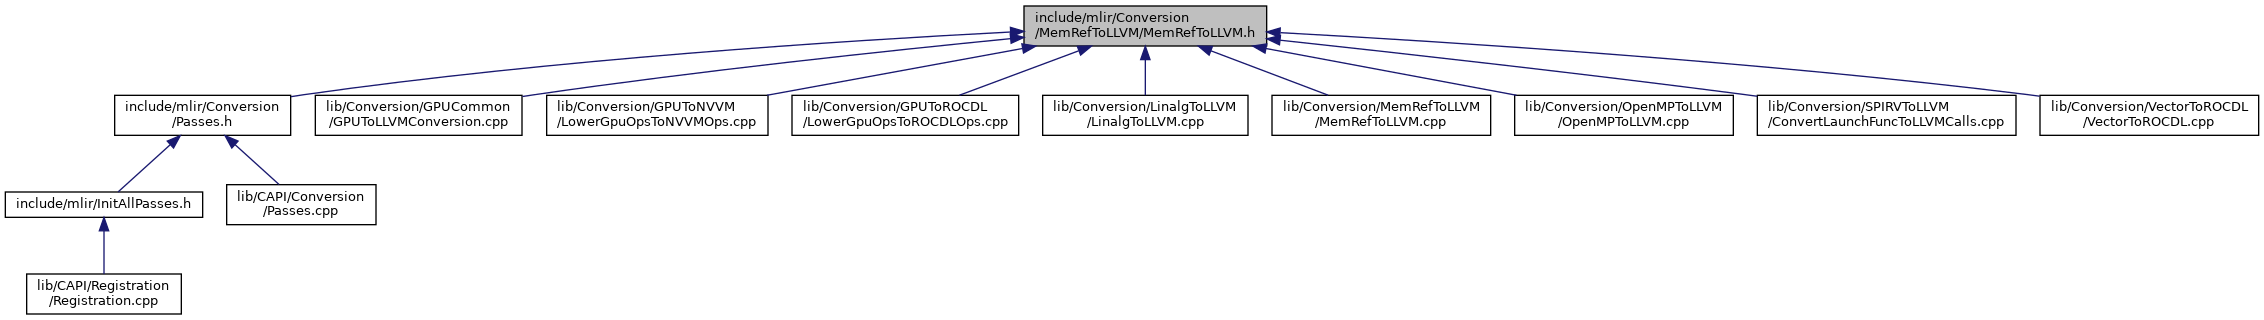 include/mlir/Conversion
/MemRefToLLVM/MemRefToLLVM.h
include/mlir/Conversion
/Passes.h
lib/Conversion/GPUCommon
/GPUToLLVMConversion.cpp
lib/Conversion/GPUToNVVM
/LowerGpuOpsToNVVMOps.cpp
lib/Conversion/GPUToROCDL
/LowerGpuOpsToROCDLOps.cpp
lib/Conversion/LinalgToLLVM
/LinalgToLLVM.cpp
lib/Conversion/MemRefToLLVM
/MemRefToLLVM.cpp
lib/Conversion/OpenMPToLLVM
/OpenMPToLLVM.cpp
lib/Conversion/SPIRVToLLVM
/ConvertLaunchFuncToLLVMCalls.cpp
lib/Conversion/VectorToROCDL
/VectorToROCDL.cpp
include/mlir/InitAllPasses.h
lib/CAPI/Conversion
/Passes.cpp
lib/CAPI/Registration
/Registration.cpp